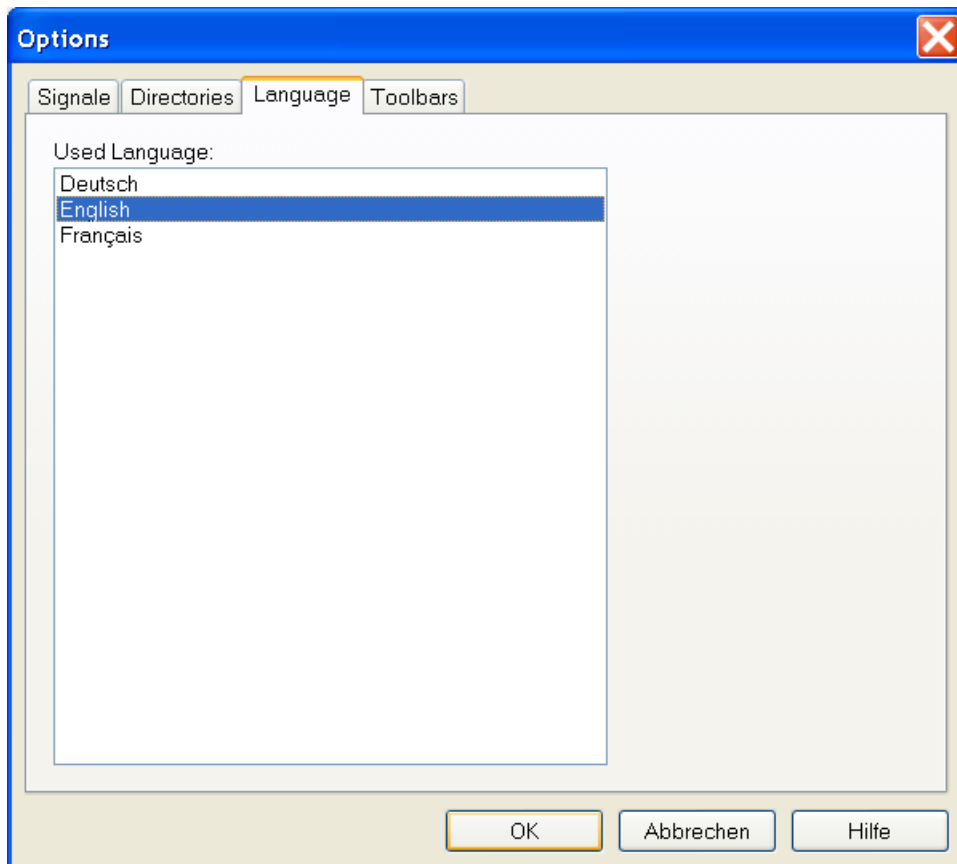 Options
Signale Directories Language Toolbars
Used Language:
Deutsch
English
Français
OK Abbrechen Hilfe